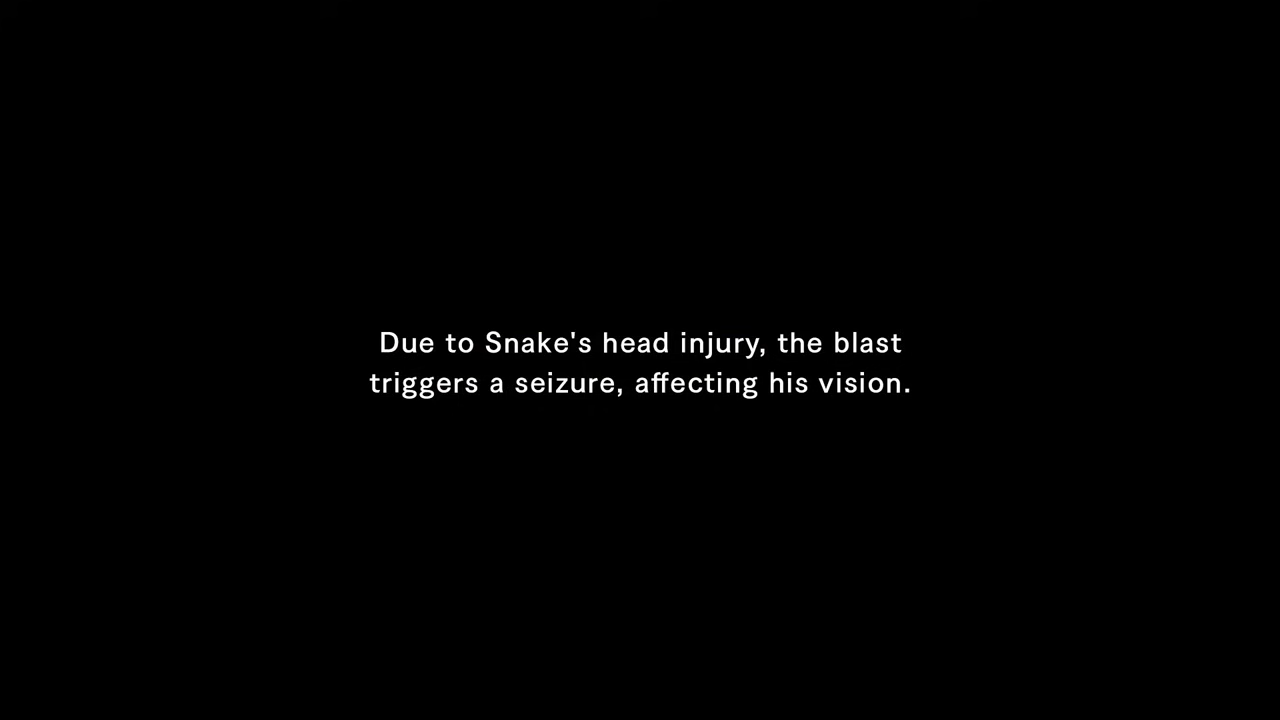 Due to Snake's head injury, the blast
triggers a seizure, affecting his vision.